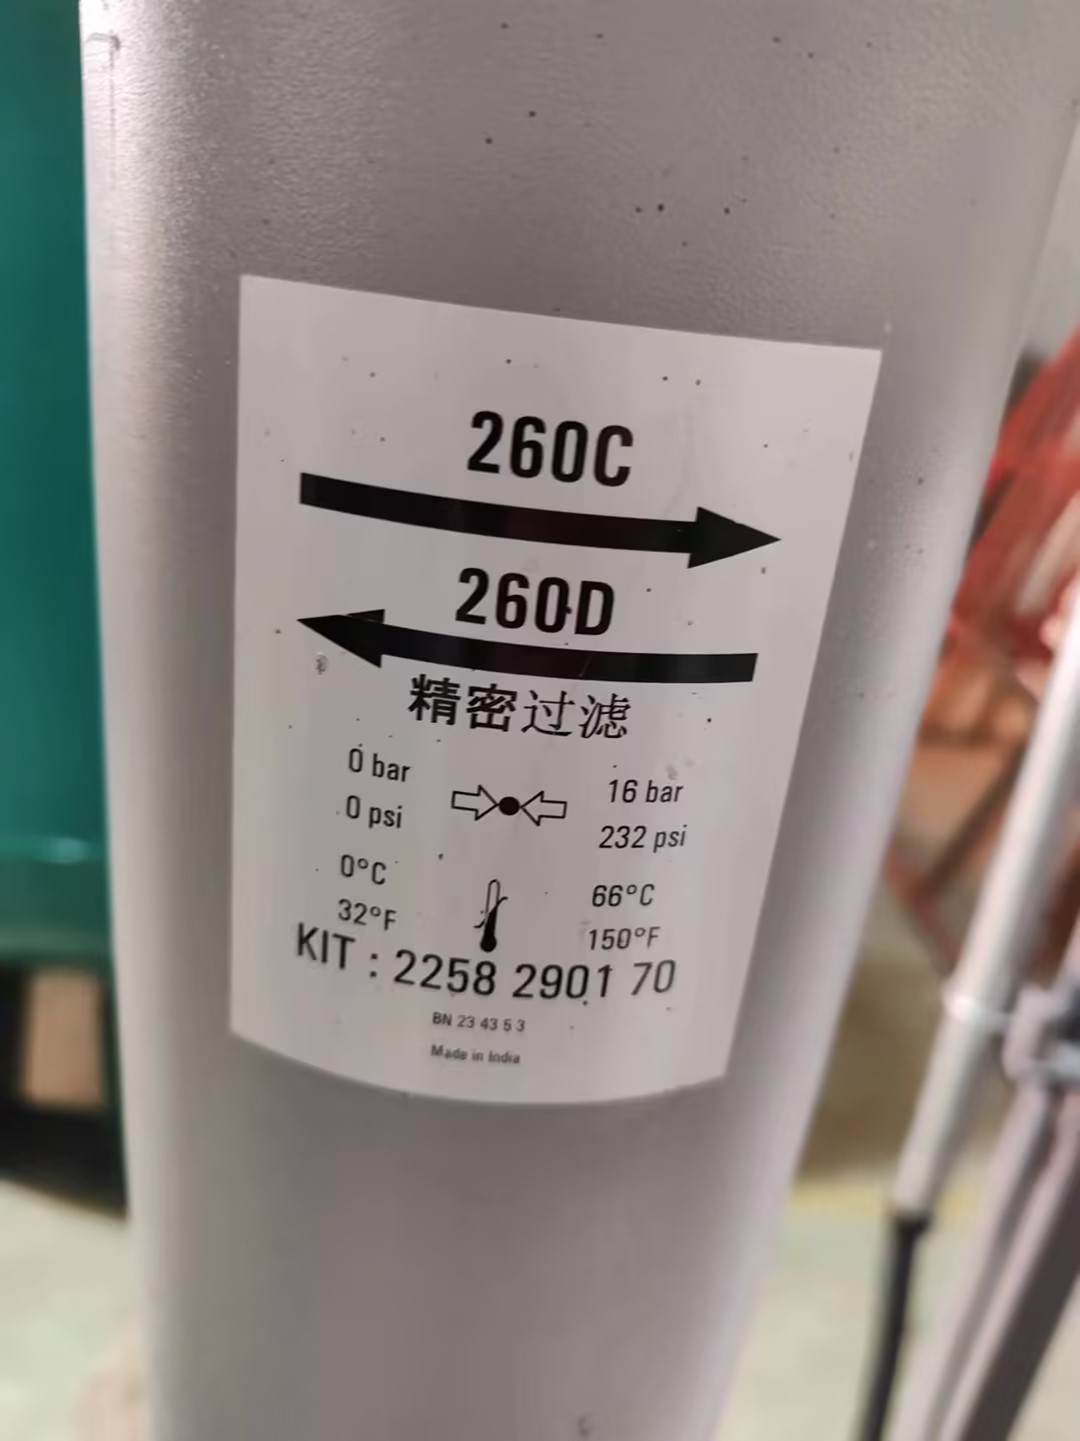 260C
260D
精密过滤
0 bar
16 bar
0 psi
232 psi
0°C
66°C
32°F
150°F
KIT : 2258 2901 70
BN 23 43 5 3
Made in India